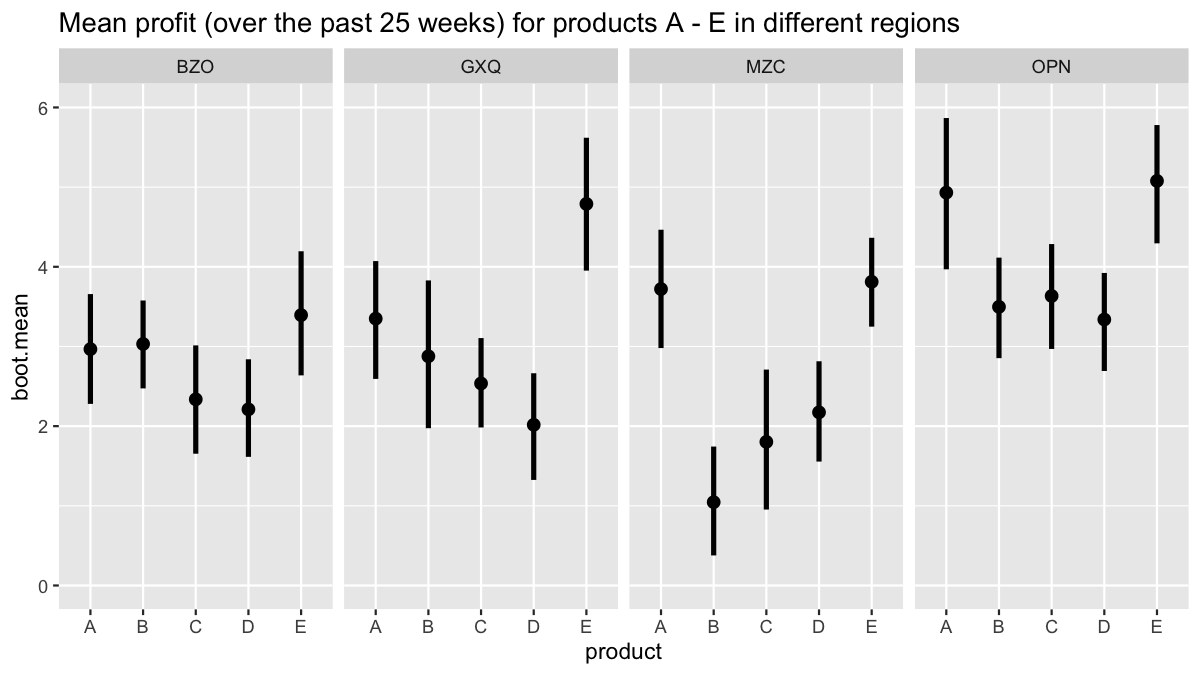 Mean profit (over the past 25 weeks) for products A - E in different regions
BZO GXQ MZC OPN
6
4
2
0
boot.mean
A B C D E A B C D E A B C D E A B C D E
product